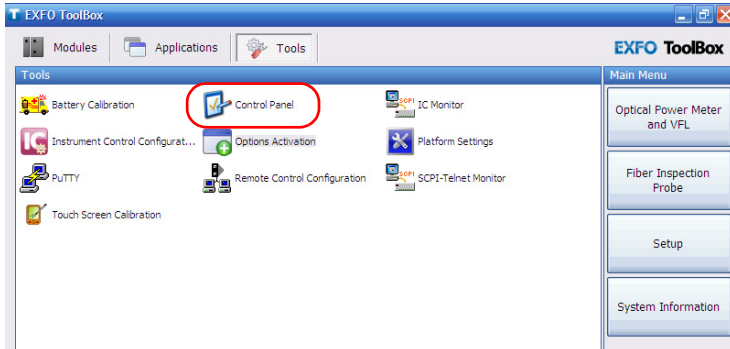 EXFO ToolBox
Modules Applications Tools EXFO ToolBox
Tools Main Menu
Battery Calibration Control Panel SCPI IC Monitor
Optical Power Meter
and VFL
IC Instrument Control Configurat... Options Activation Platform Settings
PuTTY Remote Control Configuration SCPI SCPI-Telnet Monitor
Fiber Inspection
Probe
Touch Screen Calibration
Setup
System Information